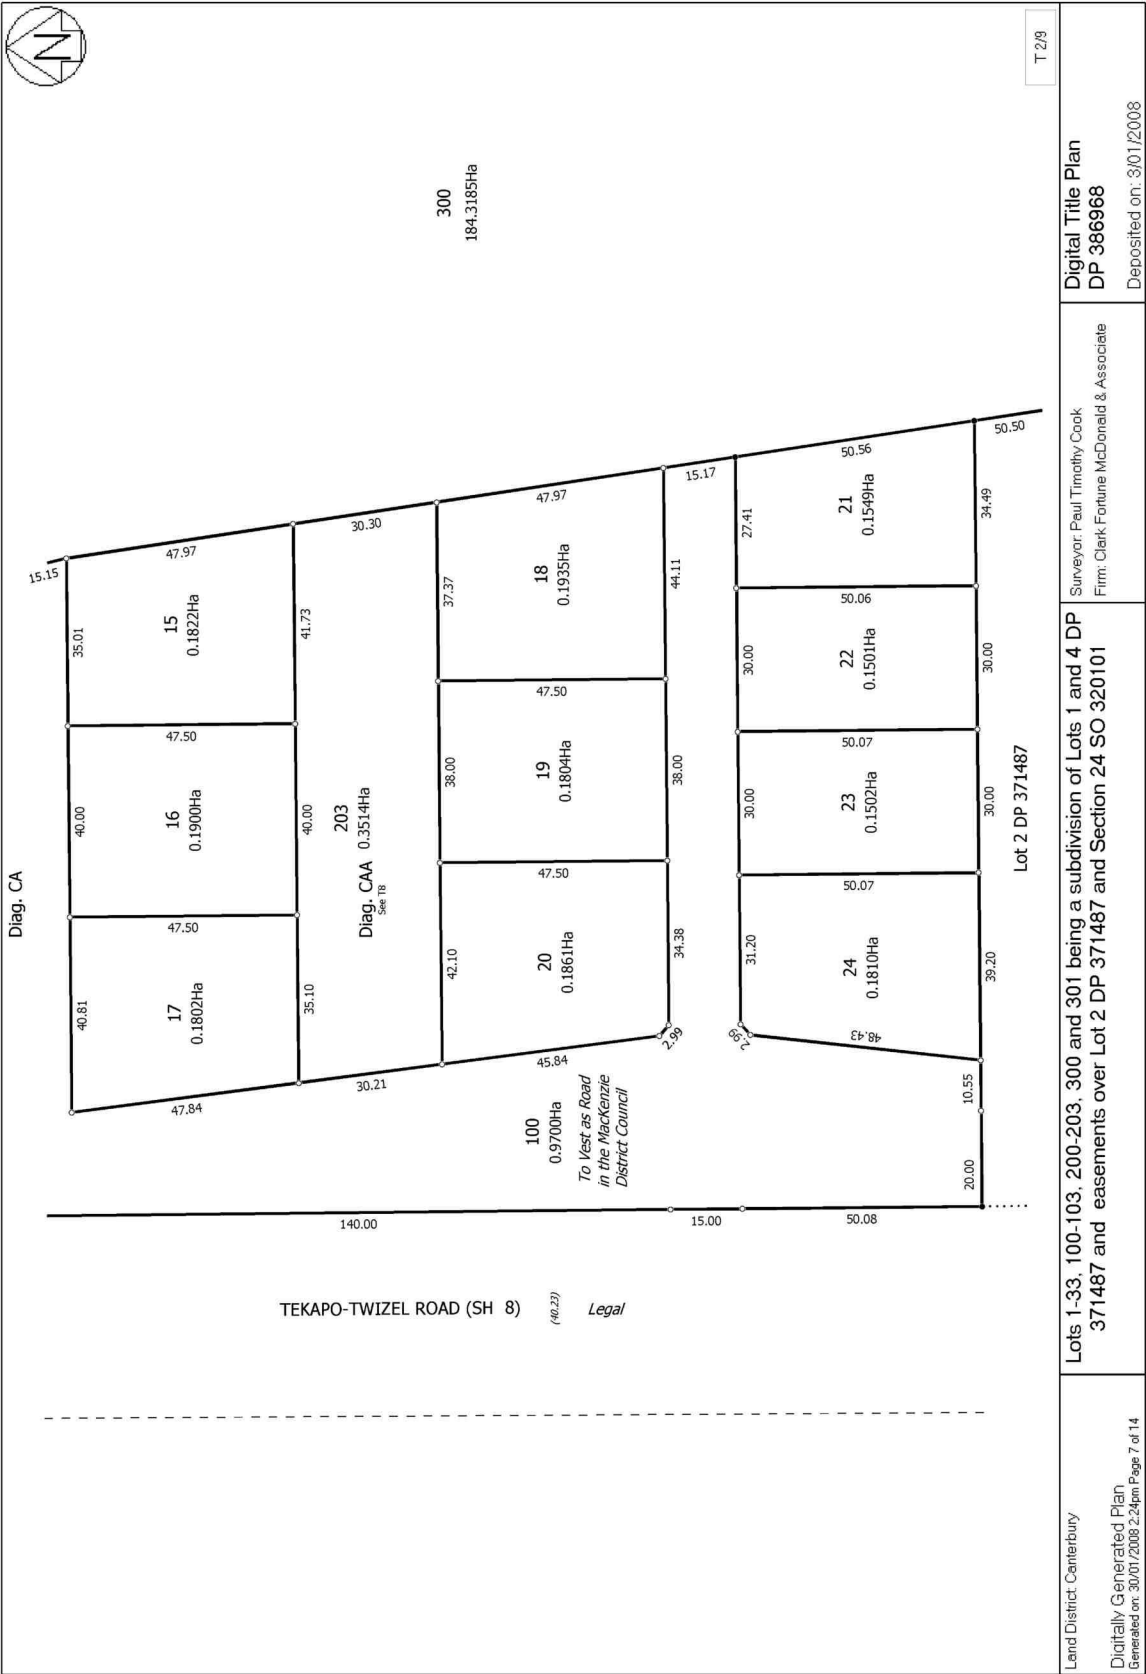 N
T 2/9
300
184.3185Ha
Diag. CA
15.15
35.01
40.00
40.81
15
0.1822Ha
16
0.1900Ha
17
0.1802Ha
47.97
47.50
47.50
47.84
41.73
40.00
35.10
30.30
203
0.3514Ha
Diag. CAA
See T8
30.21
37.37
38.00
42.10
18
0.1935Ha
19
0.1804Ha
20
0.1861Ha
47.97
47.50
47.50
45.84
44.11
38.00
34.38
2.99
15.17
27.41
30.00
30.00
31.20
2.99
21
0.1549Ha
22
0.1501Ha
23
0.1502Ha
24
0.1810Ha
50.56
50.06
50.07
50.07
48.43
34.49
30.00
30.00
39.20
10.55
20.00
50.50
Lot 2 DP 371487
100
0.9700Ha
To Vest as Road
in the MacKenzie
District Council
140.00
15.00
50.08
TEKAPO-TWIZEL ROAD (SH 8)
(40.23)
Legal
Land District: Canterbury
Digitally Generated Plan
Generated on: 30/01/2008 2:24pm Page 7 of 14
Lots 1-33, 100-103, 200-203, 300 and 301 being a subdivision of Lots 1 and 4 DP
371487 and easements over Lot 2 DP 371487 and Section 24 SO 320101
Surveyor: Paul Timothy Cook
Firm: Clark Fortune McDonald & Associate
Digital Title Plan
DP 386968
Deposited on: 3/01/2008